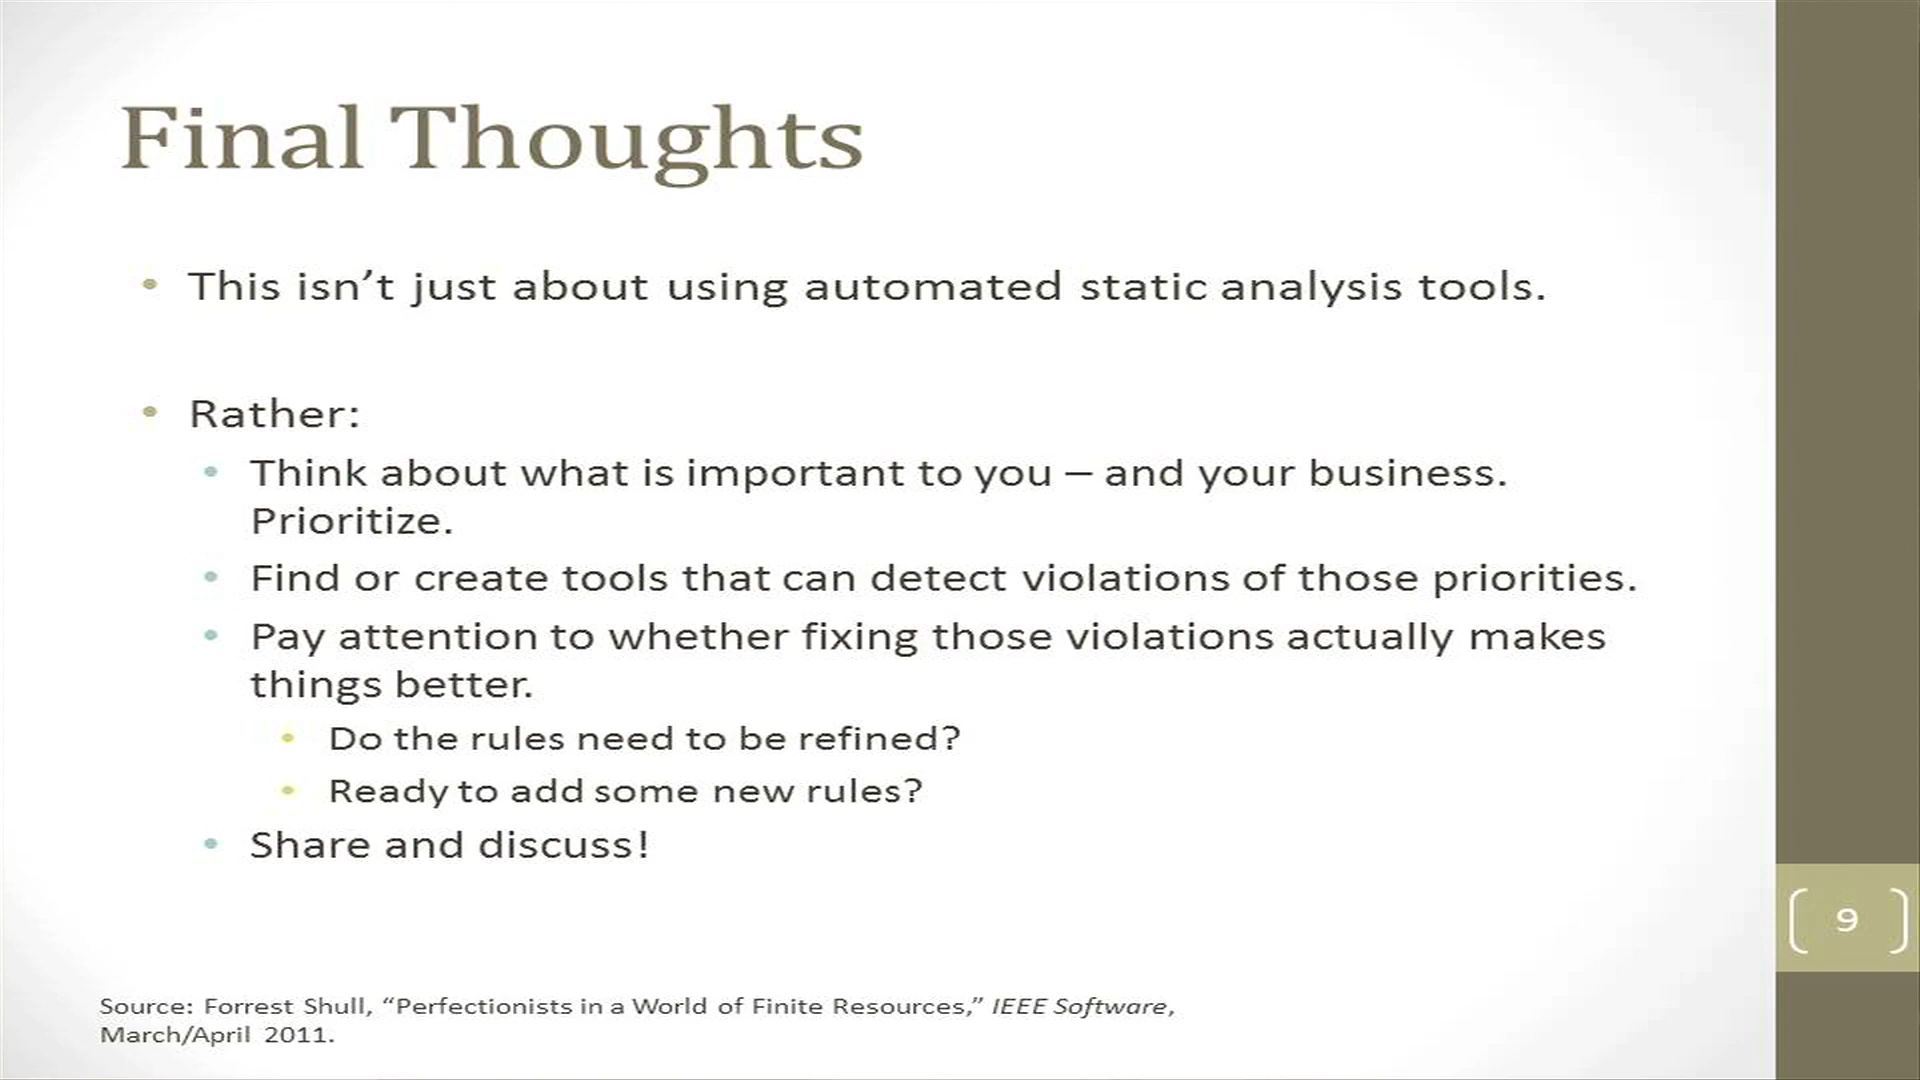 Final Thoughts
• This isn’t just about using automated static analysis tools.
• Rather:
• Think about what is important to you – and your business.
Prioritize.
• Find or create tools that can detect violations of those priorities.
• Pay attention to whether fixing those violations actually makes
things better.
• Do the rules need to be refined?
• Ready to add some new rules?
• Share and discuss!
9
Source: Forrest Shull, “Perfectionists in a World of Finite Resources,” IEEE Software,
March/April 2011.